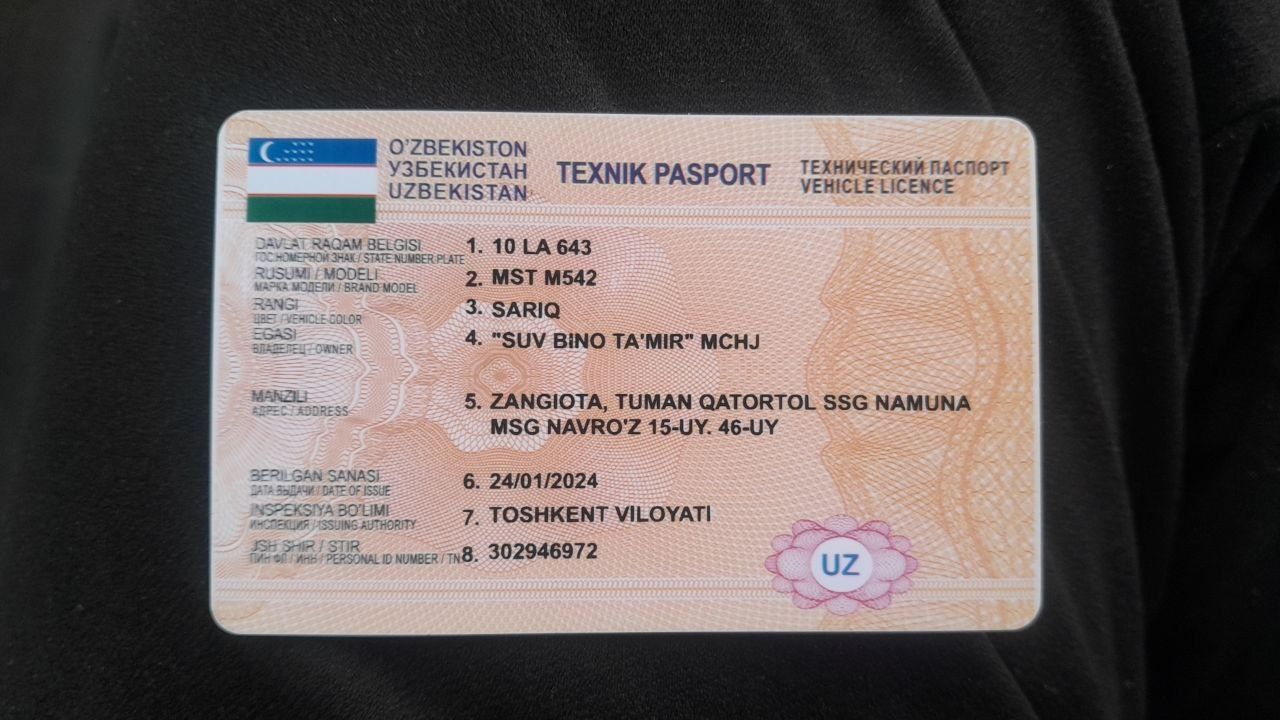 O'ZBEKISTON
УЗБЕКИСТАН
UZBEKISTAN
TEXNIK PASPORT
ТЕХНИЧЕСКИЙ ПАСПОРТ
VEHICLE LICENCE
DAVLAT RAQAM BELGISI
ГОС.НОМЕРНОЙ ЗНАК / STATE NUMBER PLATE
1. 10 LA 643
RUSUMI / MODELI
МАРКА МОДЕЛИ / BRAND MODEL
2. MST M542
RANGI
ЦВЕТ / VEHICLE COLOR
3. SARIQ
EGASI
ВЛАДЕЛЕЦ / OWNER
4. "SUV BINO TA'MIR" MCHJ
MANZILI
АДРЕС / ADDRESS
5. ZANGIOTA, TUMAN QATORTOL SSG NAMUNA
MSG NAVRO'Z 15-UY. 46-UY
BERILGAN SANASI
ДАТА ВЫДАЧИ / DATE OF ISSUE
6. 24/01/2024
INSPEKSIYA BO'LIMI
ИНСПЕКЦИЯ / ISSUING AUTHORITY
7. TOSHKENT VILOYATI
JSH SHIR / STIR
ПИН ФЛ / ИНН / PERSONAL ID NUMBER / TN
8. 302946972
UZ